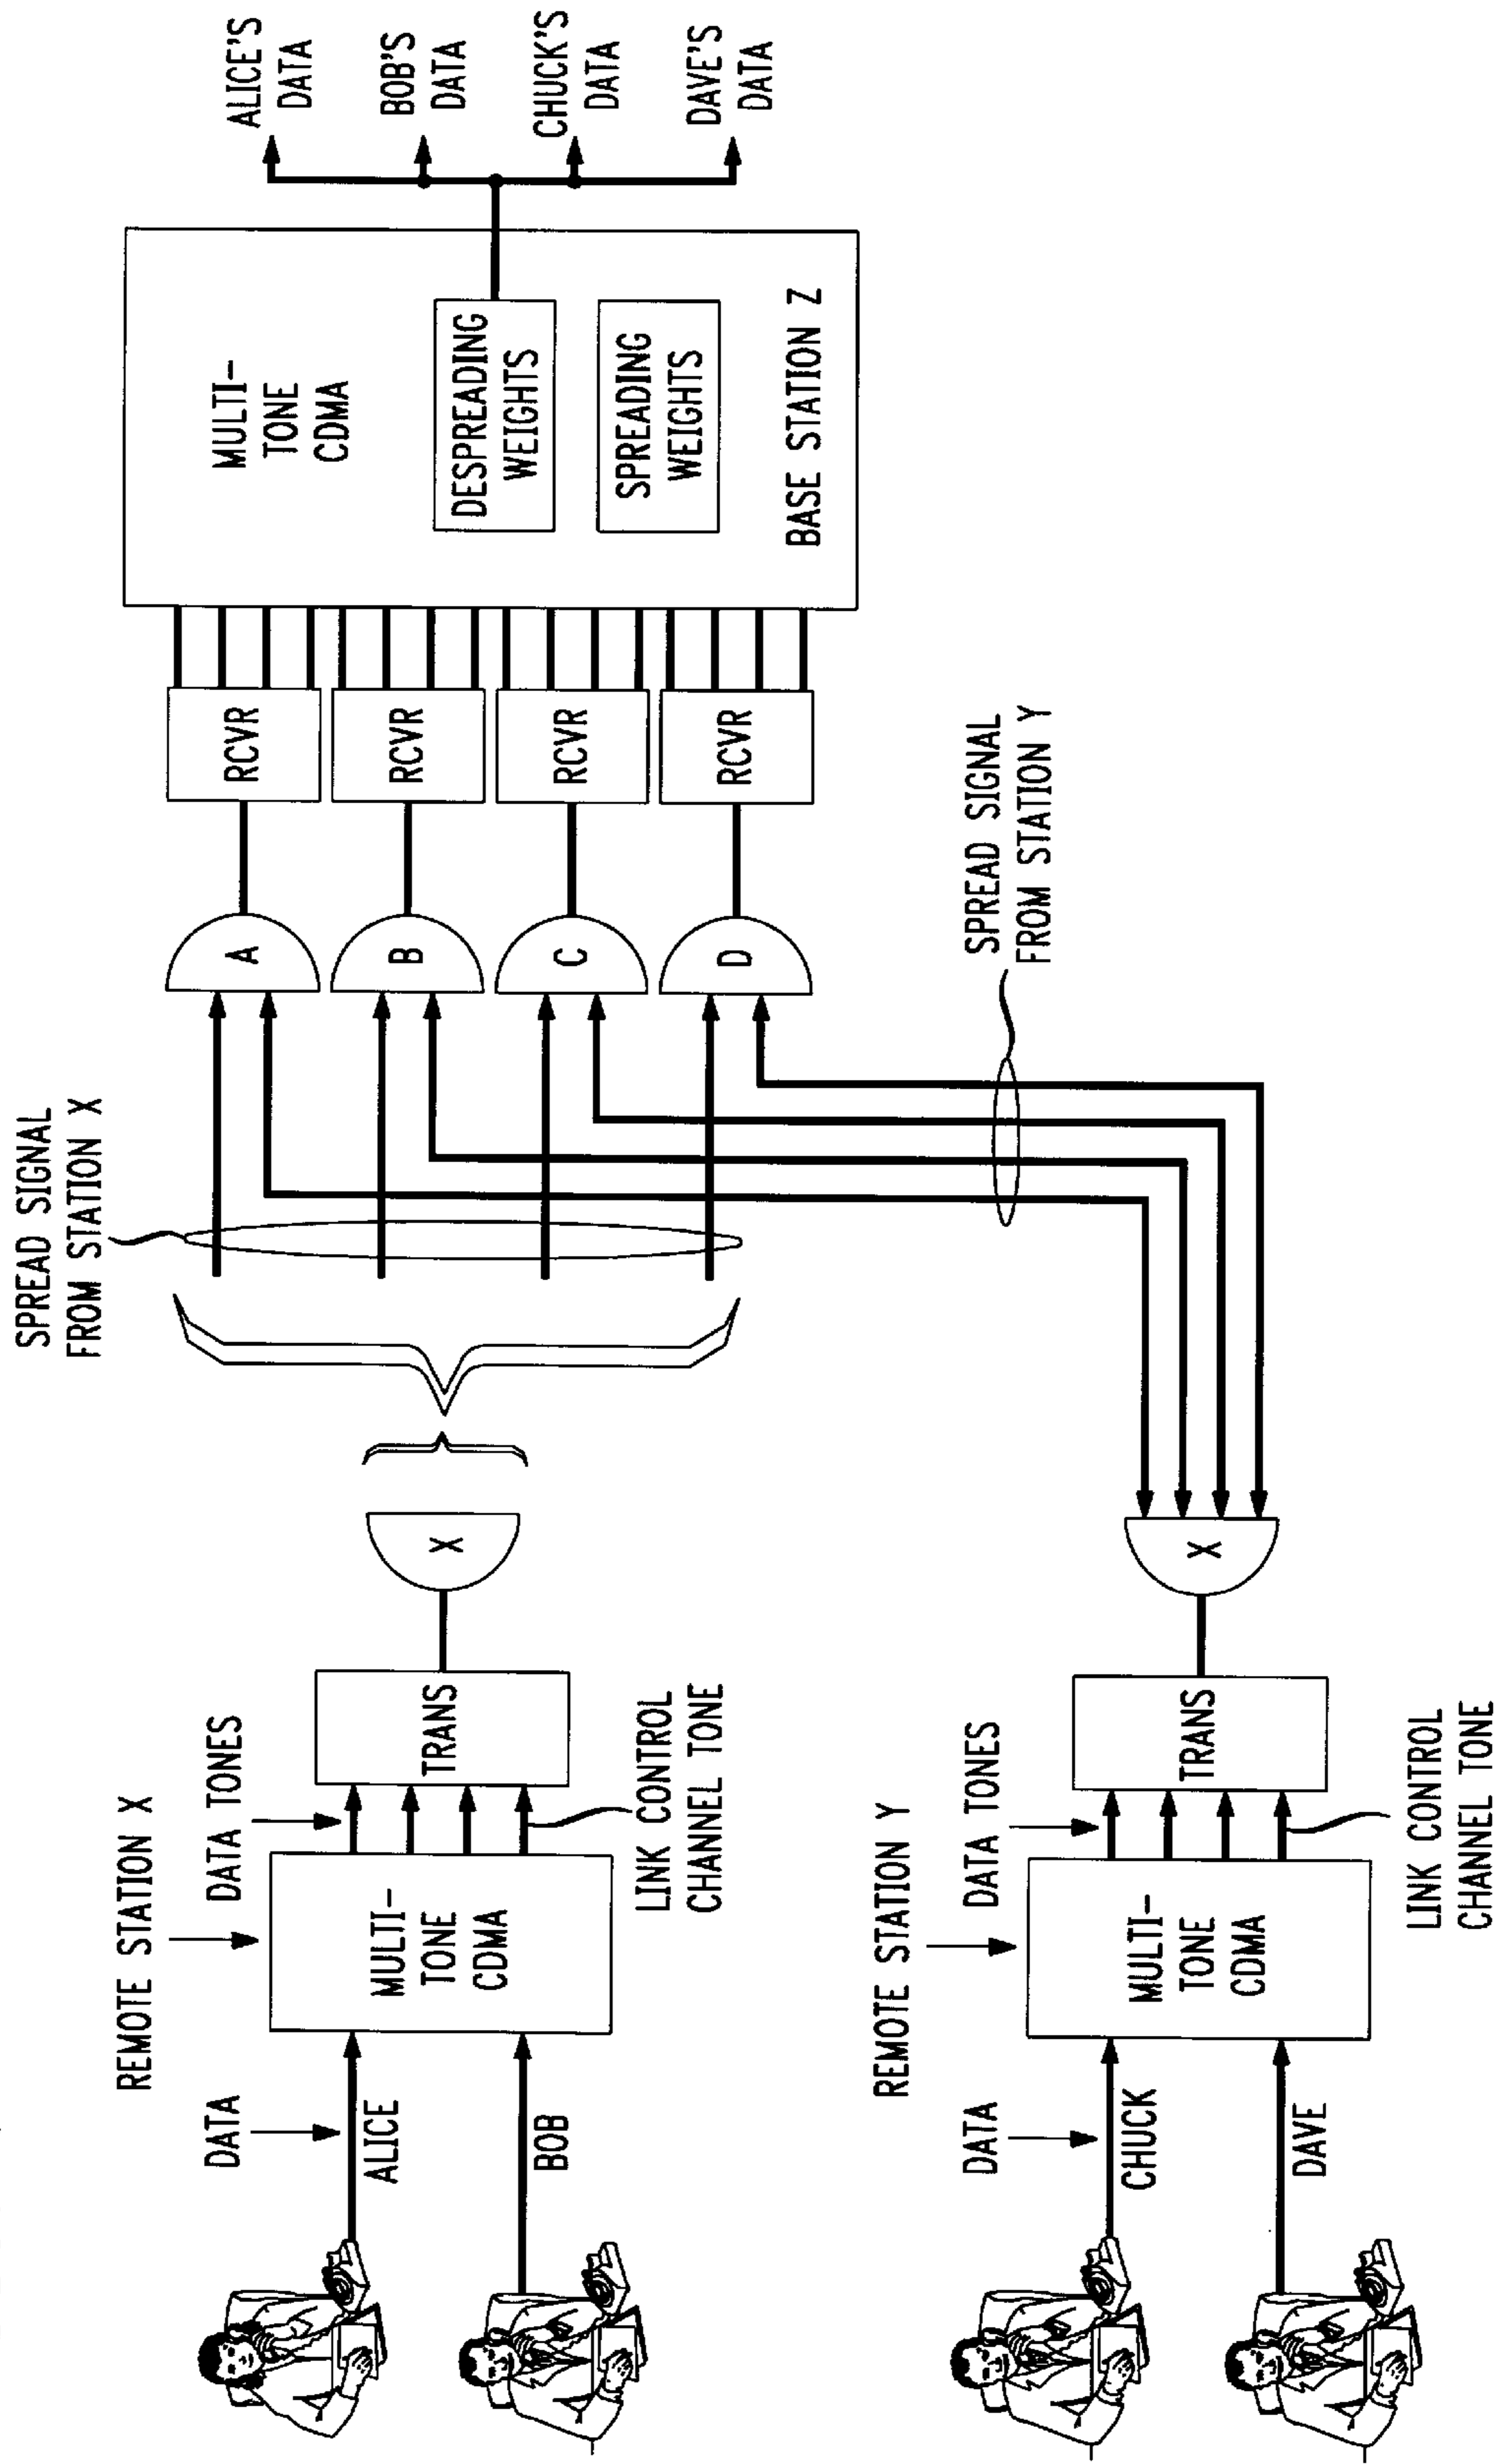 REMOTE STATION X
DATA
ALICE
BOB
MULTI-
TONE
CDMA
DATA TONES
TRANS
LINK CONTROL
CHANNEL TONE
X
SPREAD SIGNAL
FROM STATION X
REMOTE STATION Y
DATA
CHUCK
DAVE
MULTI-
TONE
CDMA
DATA TONES
TRANS
LINK CONTROL
CHANNEL TONE
X
SPREAD SIGNAL
FROM STATION Y
A
B
C
D
RCVR
RCVR
RCVR
RCVR
MULTI-
TONE
CDMA
DESPREADING
WEIGHTS
SPREADING
WEIGHTS
BASE STATION Z
ALICE'S
DATA
BOB'S
DATA
CHUCK'S
DATA
DAVE'S
DATA